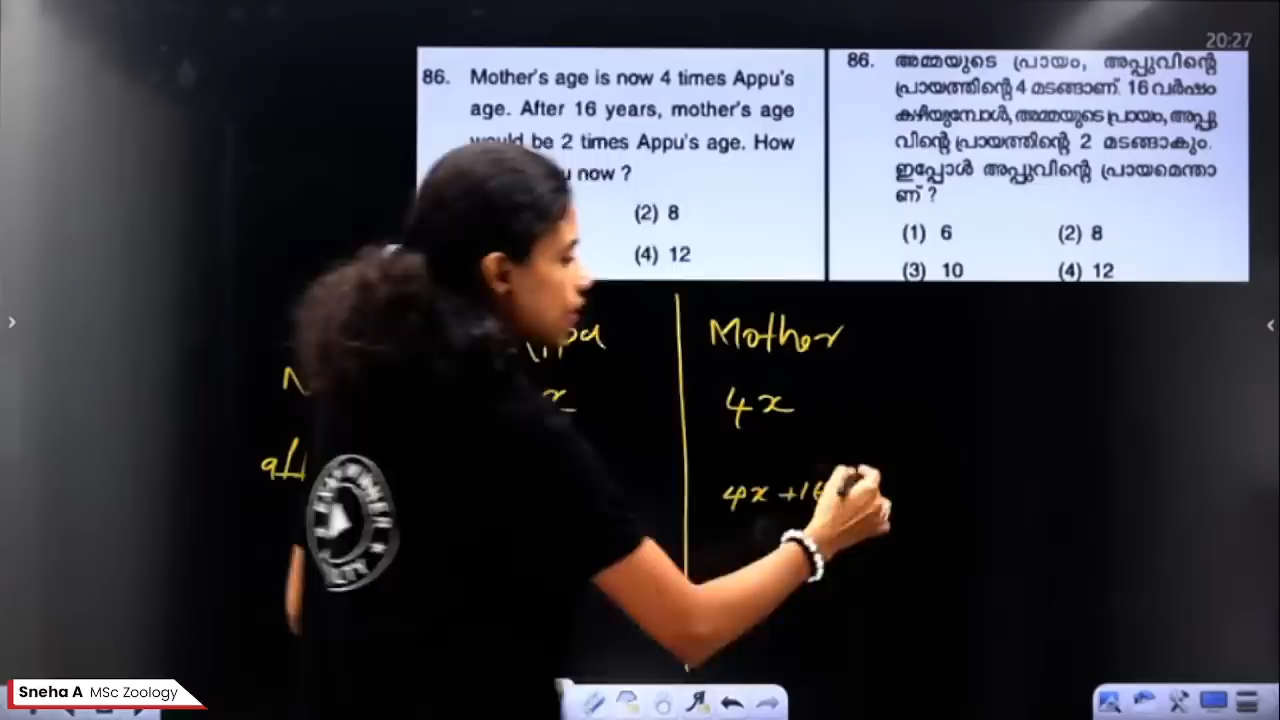 20:27
86. Mother's age is now 4 times Appu's
age. After 16 years, mother's age
would be 2 times Appu's age. How
now ?
(2) 8
(4) 12
86. അമ്മയുടെ പ്രായം, അപ്പുവിന്റെ
പ്രായത്തിന്റെ 4 മടങ്ങാണ്. 16 വർഷം
കഴിയുമ്പോൾ, അമ്മയുടെ പ്രായം, അപ്പു
വിന്റെ പ്രായത്തിന്റെ 2 മടങ്ങാകും.
ഇപ്പോൾ അപ്പുവിന്റെ പ്രായമെന്താ
ണ് ?
(1) 6 (2) 8
(3) 10 (4) 12
Mother
x 4x
4x +16
Sneha A MSc Zoology